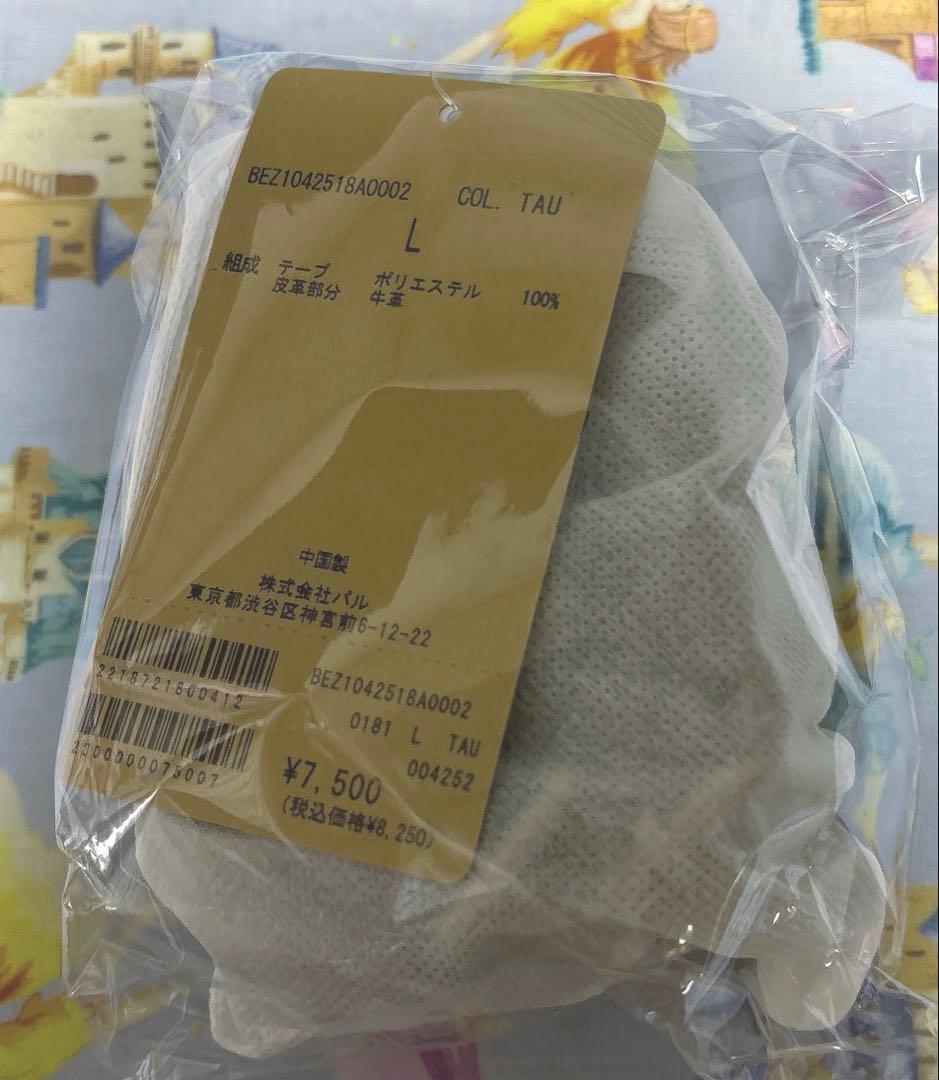 BEZ1042518A0002 COL. TAU
L
組成 テープ ポリエステル 100%
皮革部分 牛革
中国製
株式会社パル
東京都渋谷区神宮前6-12-22
2218721800412
2300000075007
BEZ1042518A0002
0181 L TAU
004252
¥7,500
(税込価格¥8,250)